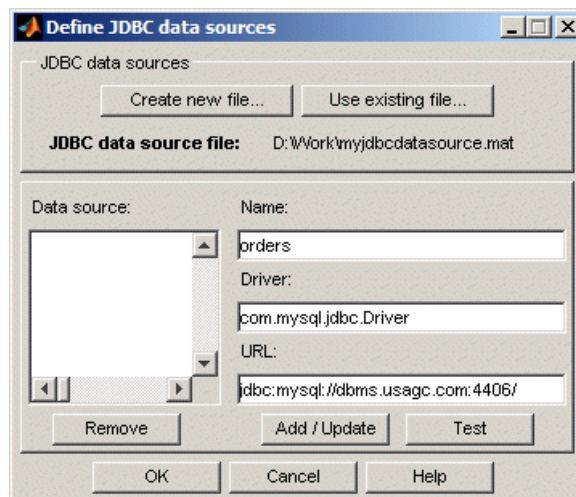 Define JDBC data sources
JDBC data sources
Create new file...
Use existing file...
JDBC data source file: D:\Work\myjdbcdatasource.mat
Data source:
Name:
orders
Driver:
com.mysql.jdbc.Driver
URL:
jdbc:mysql://dbms.usagc.com:4406/
Remove
Add / Update
Test
OK
Cancel
Help